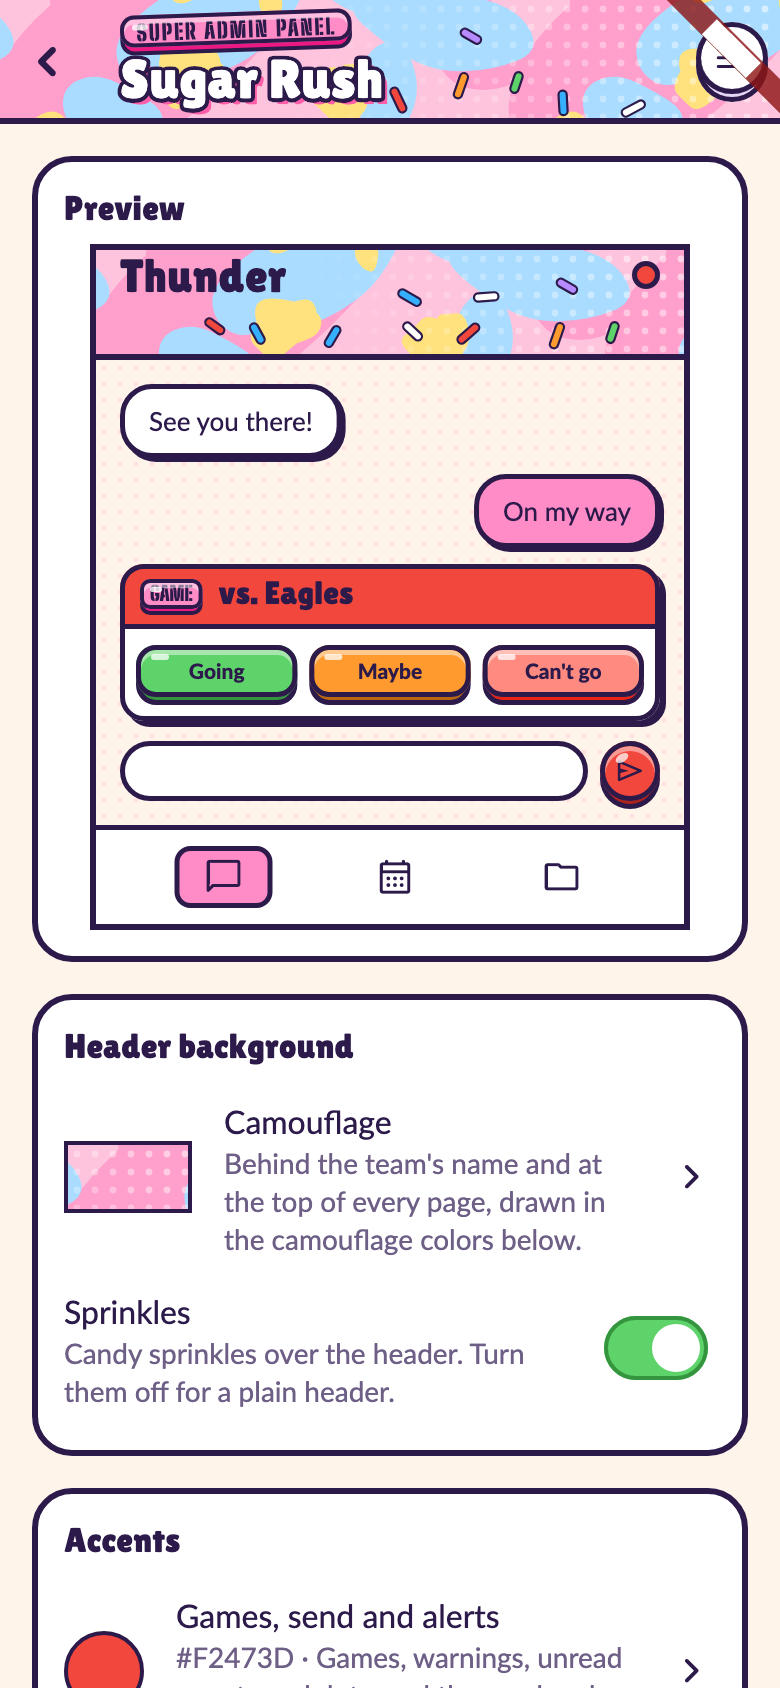 SUPER ADMIN PANEL
Sugar Rush
Preview
Thunder
See you there!
On my way
GAME vs. Eagles
Going Maybe Can't go
Header background
Camouflage
Behind the team's name and at
the top of every page, drawn in
the camouflage colors below.
Sprinkles
Candy sprinkles over the header. Turn
them off for a plain header.
Accents
Games, send and alerts
#F2473D · Games, warnings, unread